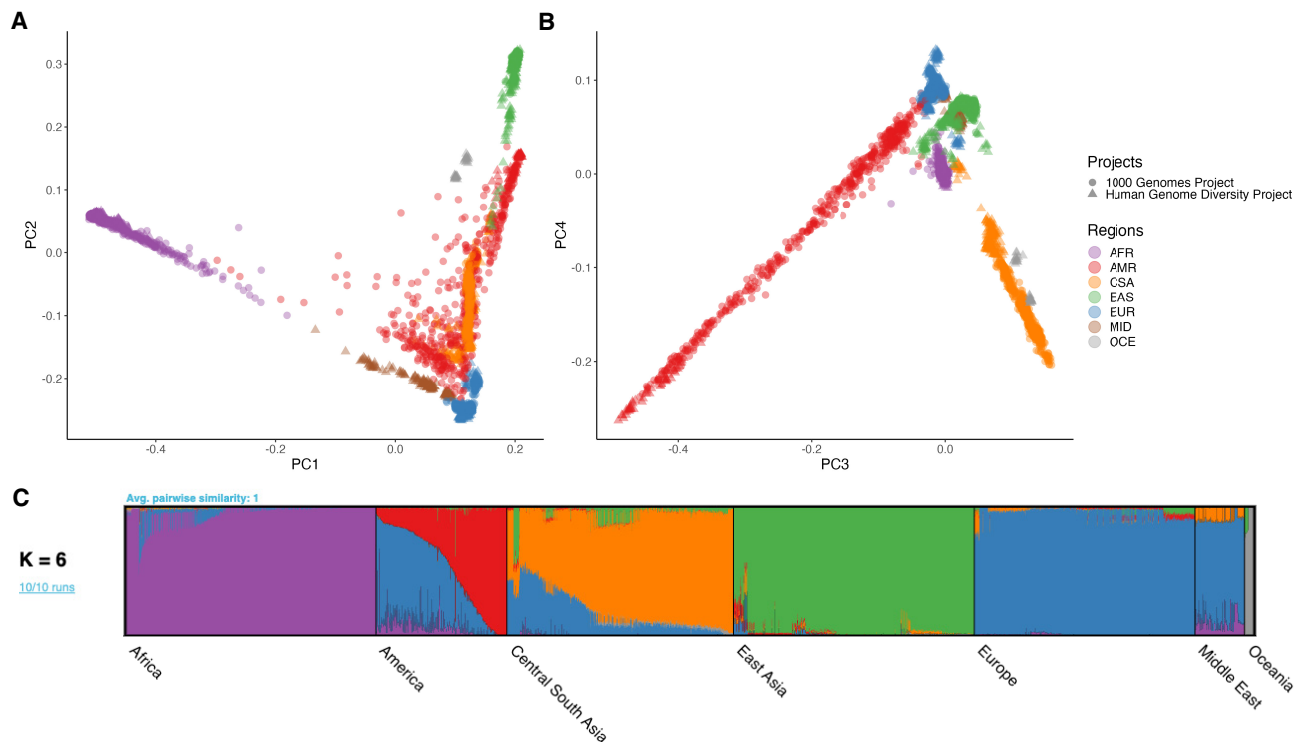 A
B
PC2
0.3
0.2
0.1
0.0
-0.1
-0.2
-0.4
-0.2
0.0
0.2
PC1
PC4
0.1
0.0
-0.1
-0.2
-0.4
-0.2
0.0
PC3
Projects
1000 Genomes Project
Human Genome Diversity Project
Regions
AFR
AMR
CSA
EAS
EUR
MID
OCE
C
Avg. pairwise similarity: 1
K = 6
10/10 runs
Africa
America
Central South Asia
East Asia
Europe
Middle East
Oceania